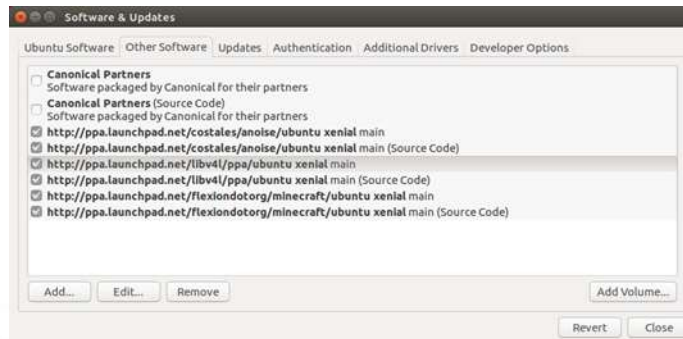 Software & Updates
Ubuntu Software Other Software Updates Authentication Additional Drivers Developer Options
Canonical Partners
Software packaged by Canonical for their partners
Canonical Partners (Source Code)
Software packaged by Canonical for their partners
http://ppa.launchpad.net/costales/anoise/ubuntu xenial main
http://ppa.launchpad.net/costales/anoise/ubuntu xenial main (Source Code)
http://ppa.launchpad.net/libv4l/ppa/ubuntu xenial main
http://ppa.launchpad.net/libv4l/ppa/ubuntu xenial main (Source Code)
http://ppa.launchpad.net/flexiondotorg/minecraft/ubuntu xenial main
http://ppa.launchpad.net/flexiondotorg/minecraft/ubuntu xenial main (Source Code)
Add... Edit... Remove Add Volume...
Revert Close